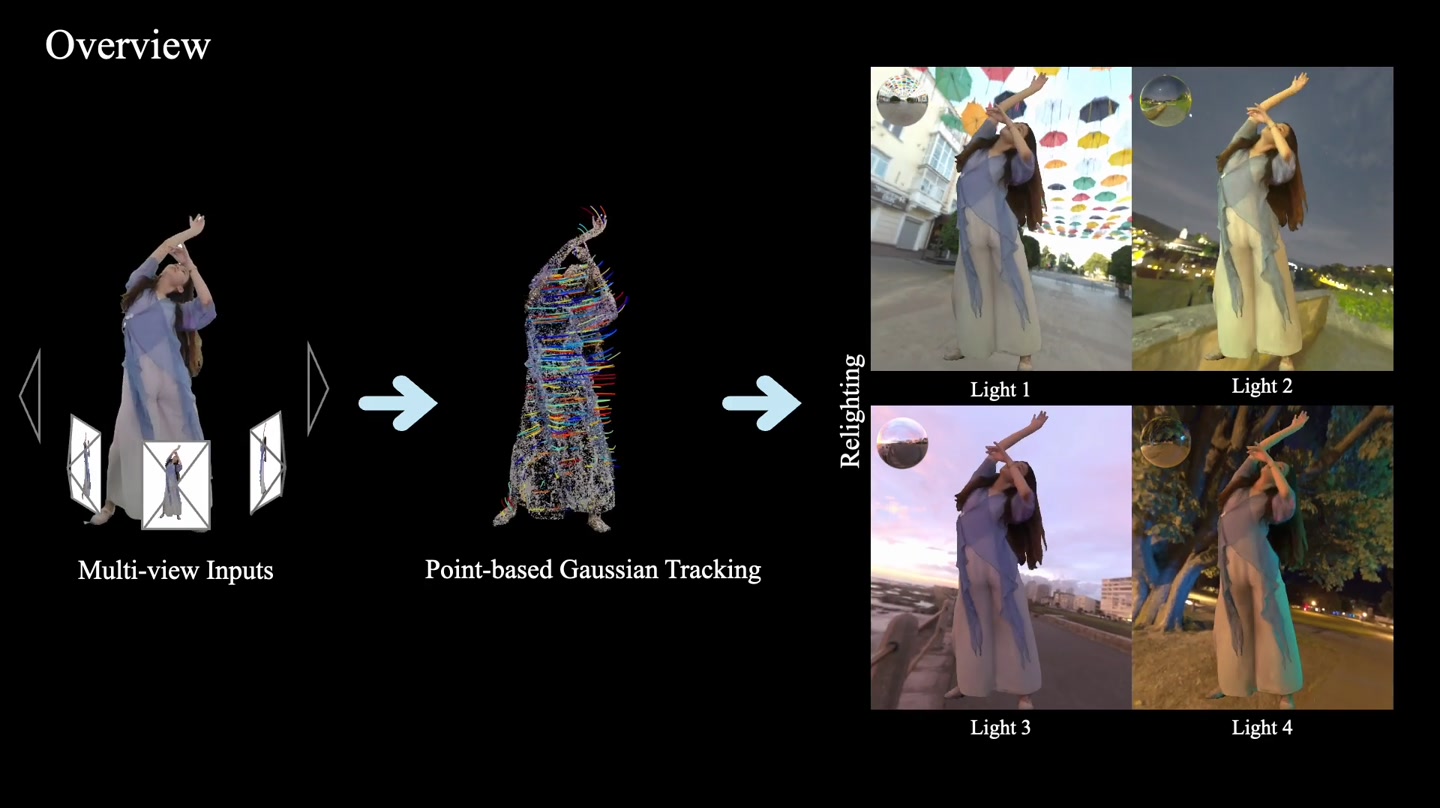 Overview
Multi-view Inputs
Point-based Gaussian Tracking
Relighting
Light 1
Light 2
Light 3
Light 4